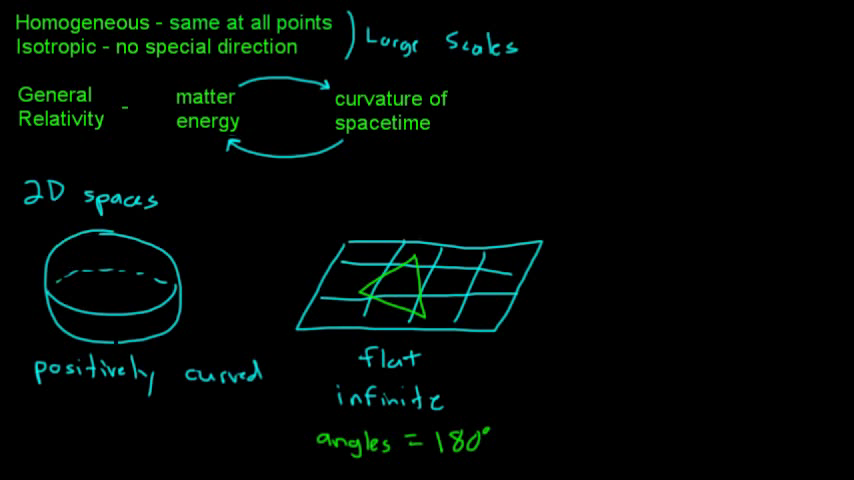 Homogeneous - same at all points
Isotropic - no special direction
Large Scales
General Relativity - matter energy
curvature of spacetime
2D spaces
positively curved
flat
infinite
angles = 180°